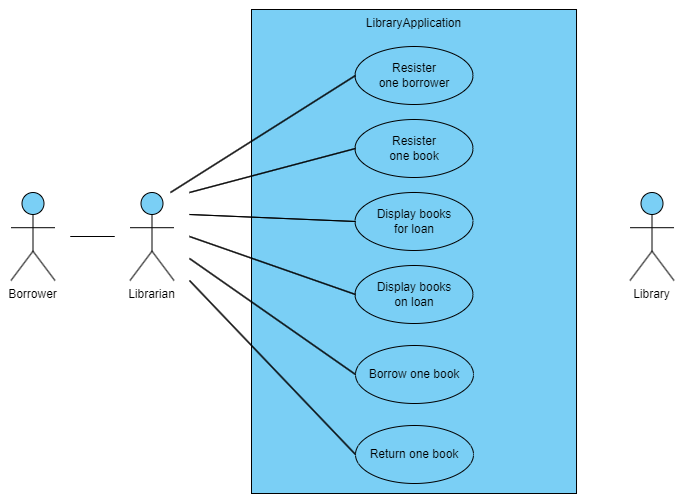 LibraryApplication
Resister
one borrower
Resister
one book
Display books
for loan
Display books
on loan
Borrow one book
Return one book
Borrower
Librarian
Library